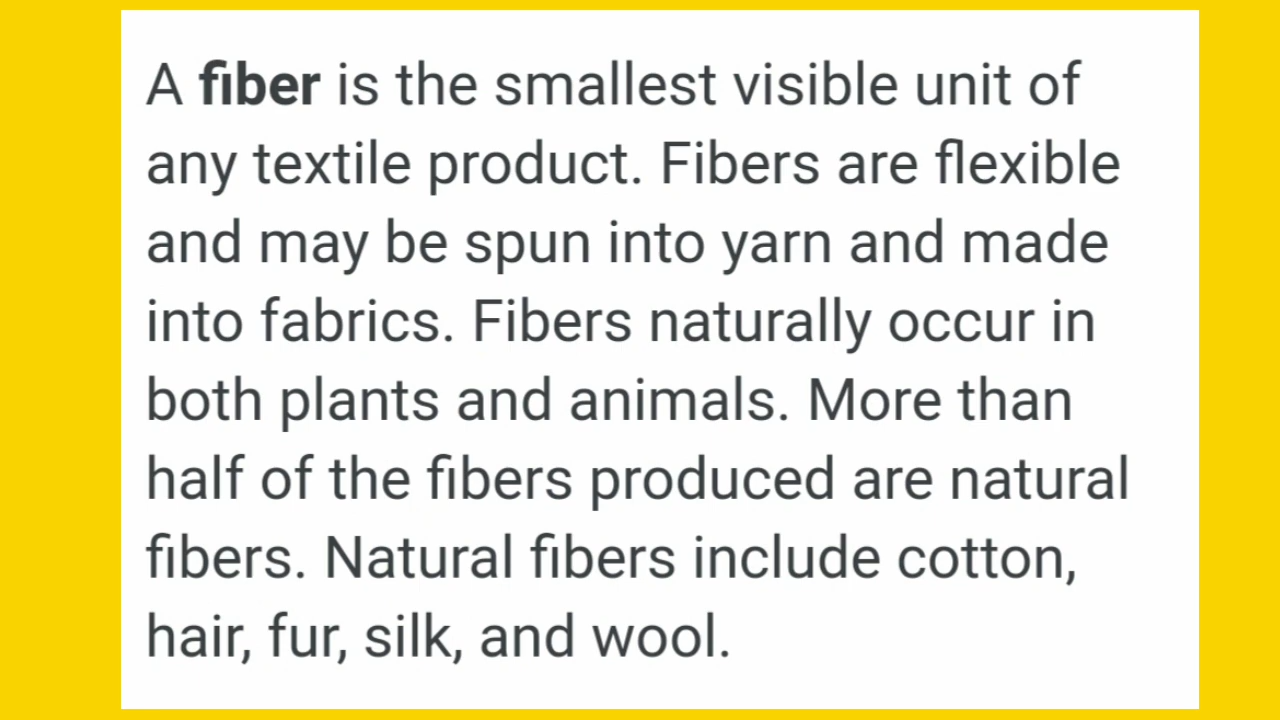 A fiber is the smallest visible unit of
any textile product. Fibers are flexible
and may be spun into yarn and made
into fabrics. Fibers naturally occur in
both plants and animals. More than
half of the fibers produced are natural
fibers. Natural fibers include cotton,
hair, fur, silk, and wool.